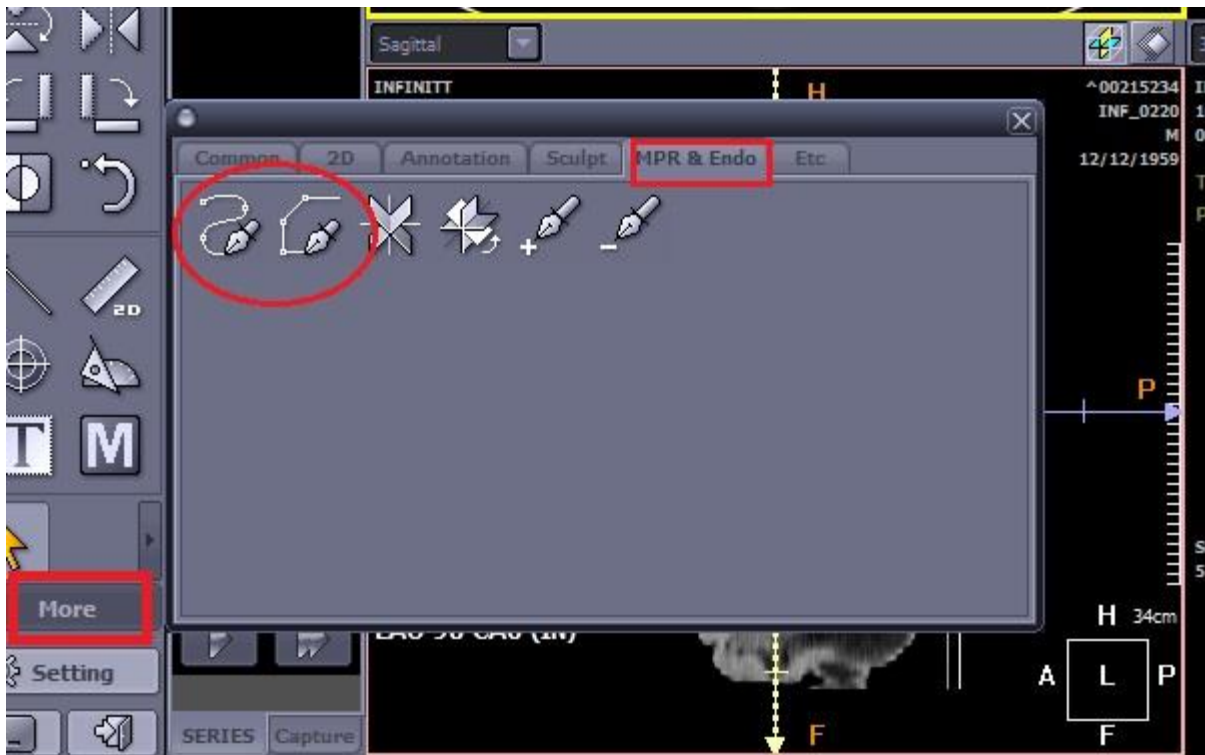 Sagittal
INFINITT
H
^00215234
INF_0220
M
12/12/1959
Common 2D Annotation Sculpt MPR & Endo Etc
2D
P
T M
More
Setting
H 34cm
A L P
F
F
SERIES Capture